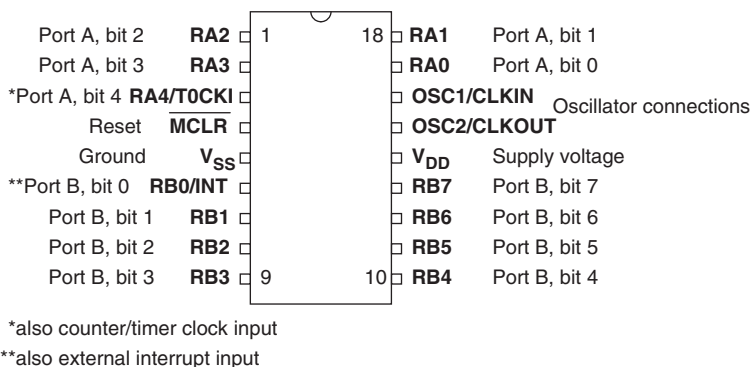 Port A, bit 2 RA2 1 18 RA1 Port A, bit 1
Port A, bit 3 RA3 RA0 Port A, bit 0
*Port A, bit 4 RA4/T0CKI OSC1/CLKIN
Oscillator connections
Reset MCLR OSC2/CLKOUT
Ground VSS VDD Supply voltage
**Port B, bit 0 RB0/INT RB7 Port B, bit 7
Port B, bit 1 RB1 RB6 Port B, bit 6
Port B, bit 2 RB2 RB5 Port B, bit 5
Port B, bit 3 RB3 9 10 RB4 Port B, bit 4
*also counter/timer clock input
**also external interrupt input